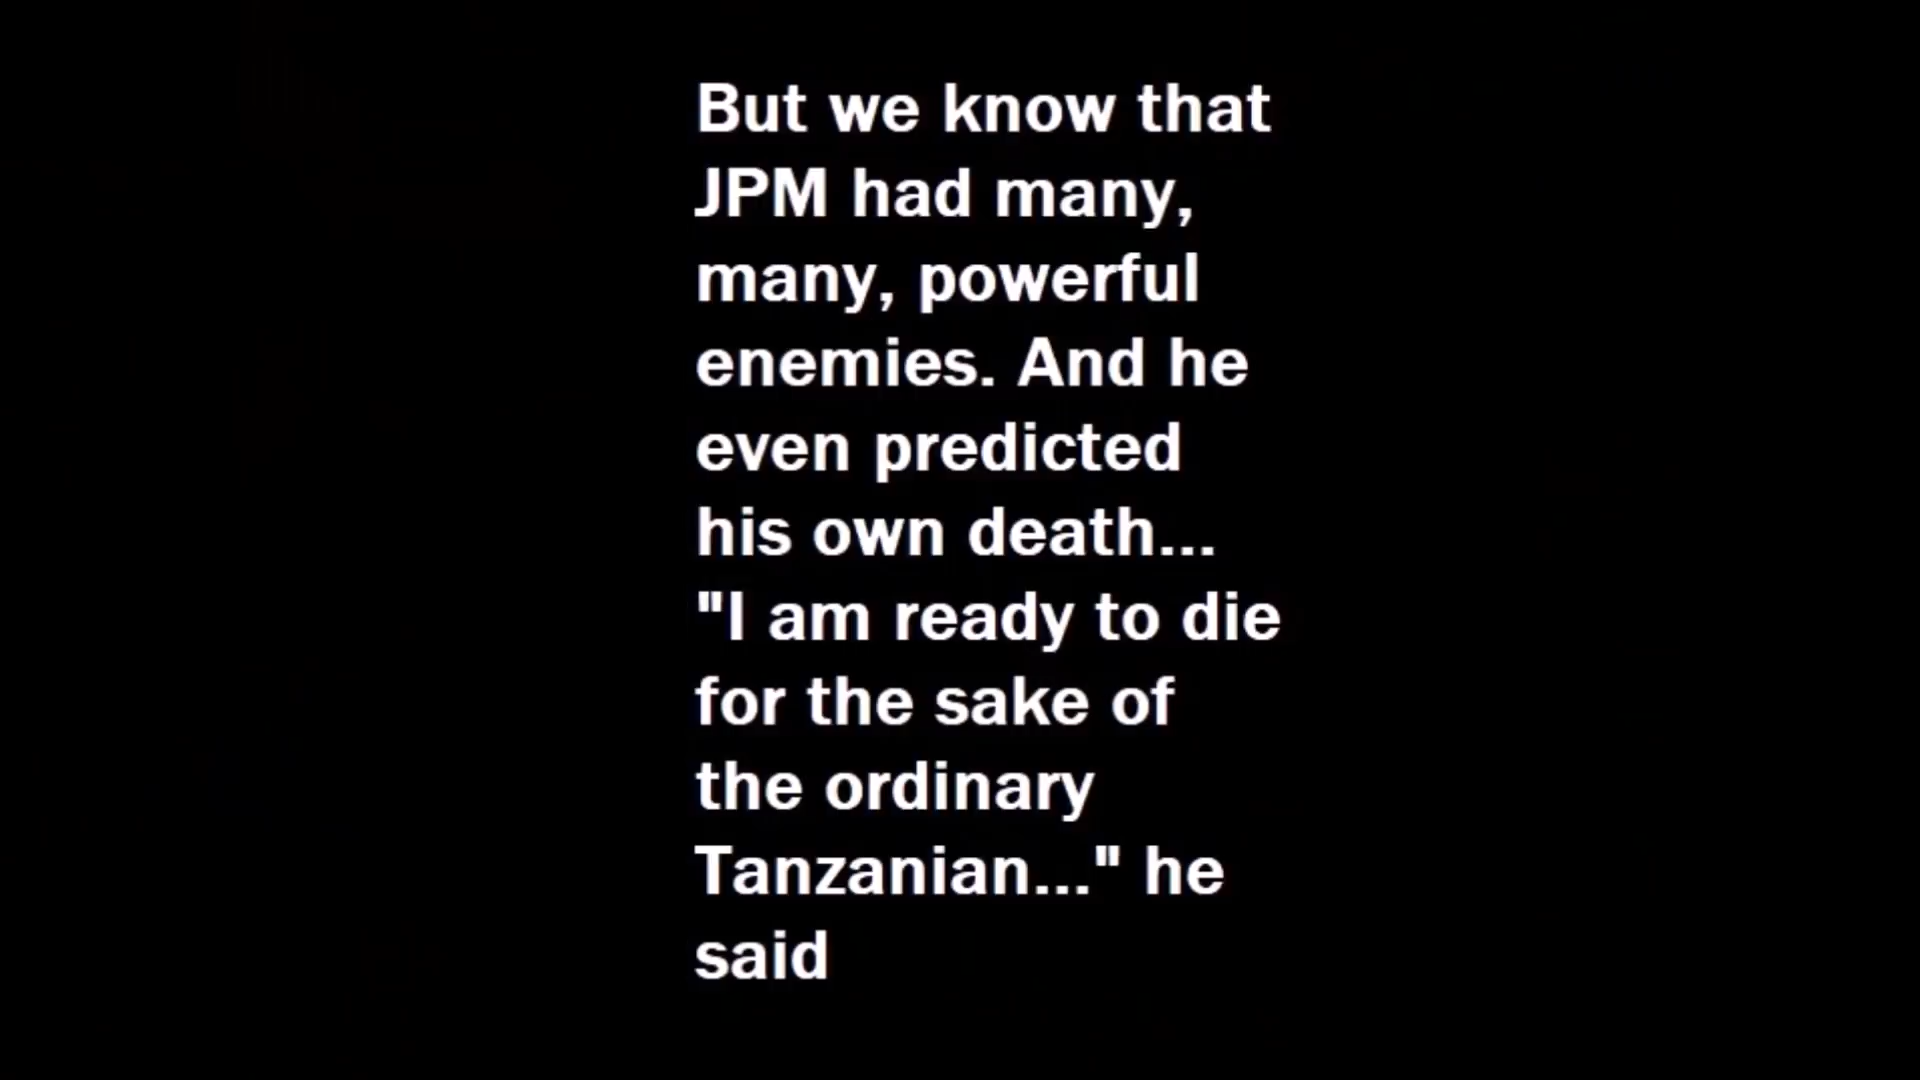 But we know that
JPM had many,
many, powerful
enemies. And he
even predicted
his own death...
"I am ready to die
for the sake of
the ordinary
Tanzanian..." he
said